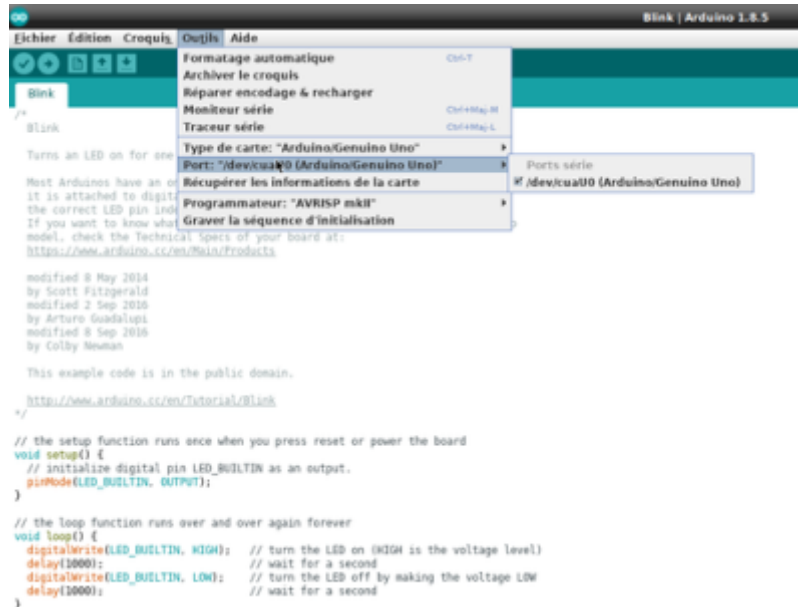 Blink | Arduino 1.8.5
Fichier Édition Croquis Outils Aide
Formatage automatique Ctrl-T
Archiver le croquis
Réparer encodage & recharger
Moniteur série Ctrl+Maj-M
Traceur série Ctrl+Maj-L
Type de carte: "Arduino/Genuino Uno"
Port: "/dev/cuaU0 (Arduino/Genuino Uno)"
Récupérer les informations de la carte
Programmateur: "AVRISP mkII"
Graver la séquence d'initialisation
Ports série
/dev/cuaU0 (Arduino/Genuino Uno)
Blink
/*
Blink
Turns an LED on for one
Most Arduinos have an
it is attached to
the correct LED pin
If you want to know
model, check the Technical Specs of your board at:
https://www.arduino.cc/en/Main/Products
modified 8 May 2014
by Scott Fitzgerald
modified 2 Sep 2016
by Arturo Guadalupi
modified 8 Sep 2016
by Colby Newman
This example code is in the public domain.
http://www.arduino.cc/en/Tutorial/Blink
*/
// the setup function runs once when you press reset or power the board
void setup() {
// initialize digital pin LED_BUILTIN as an output.
pinMode(LED_BUILTIN, OUTPUT);
}
// the loop function runs over and over again forever
void loop() {
digitalWrite(LED_BUILTIN, HIGH); // turn the LED on (HIGH is the voltage level)
delay(1000); // wait for a second
digitalWrite(LED_BUILTIN, LOW); // turn the LED off by making the voltage LOW
delay(1000); // wait for a second
}